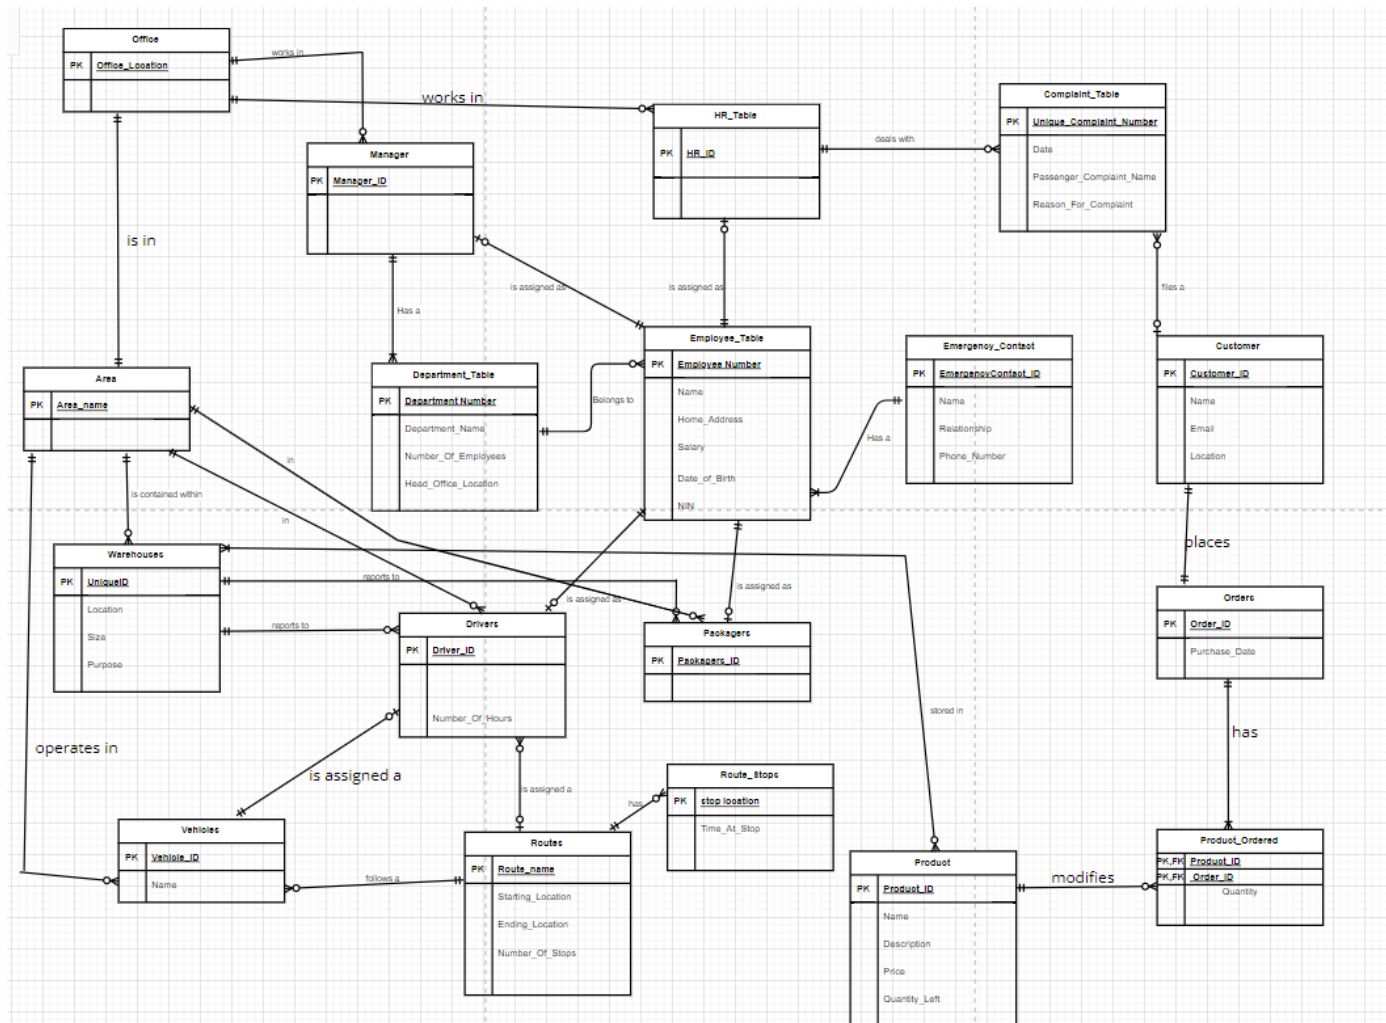 Office
PK Office_Location
works in
works in
is in
Manager
PK Manager_ID
HR_Table
PK HR_ID
deals with
Complaint_Table
PK Unique_Complaint_Number
Date
Passenger_Complaint_Name
Reason_For_Complaint
is assigned as
is assigned as
files a
Has a
Area
PK Area_name
Department_Table
PK Department Number
Department_Name
Number_Of_Employees
Head_Office_Location
Belongs to
Employee_Table
PK Employee Number
Name
Home_Address
Salary
Date_of_Birth
NIN
Has a
Emergency_Contact
PK EmergencyContact_ID
Name
Relationship
Phone_Number
Customer
PK Customer_ID
Name
Email
Location
in
is contained within
in
places
Warehouses
PK UniqueID
Location
Size
Purpose
reports to
reports to
is assigned as
is assigned as
Drivers
PK Driver_ID
Number_Of_Hours
Packagers
PK Packagers_ID
Orders
PK Order_ID
Purchase_Date
stored in
has
operates in
is assigned a
is assigned a
Route_Stops
PK stop location
Time_At_Stop
has
Vehicles
PK Vehicle_ID
Name
follows a
Routes
PK Route_name
Starting_Location
Ending_Location
Number_Of_Stops
Product
PK Product_ID
Name
Description
Price
Quantity_Left
modifies
Product_Ordered
PK,FK Product_ID
PK,FK Order_ID
Quantity